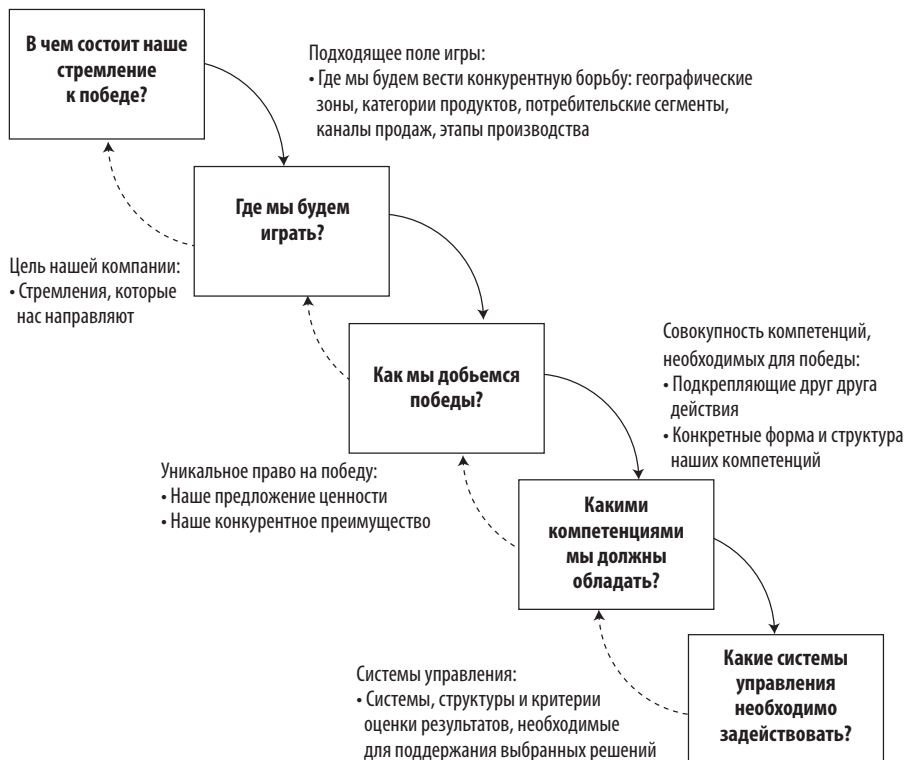 В чем состоит наше
стремление
к победе?
Подходящее поле игры:
• Где мы будем вести конкурентную борьбу: географические
зоны, категории продуктов, потребительские сегменты,
каналы продаж, этапы производства
Где мы будем
играть?
Цель нашей компании:
• Стремления, которые
нас направляют
Как мы добьемся
победы?
Совокупность компетенций,
необходимых для победы:
• Подкрепляющие друг друга
действия
• Конкретные форма и структура
наших компетенций
Уникальное право на победу:
• Наше предложение ценности
• Наше конкурентное преимущество
Какими
компетенциями
мы должны
обладать?
Системы управления:
• Системы, структуры и критерии
оценки результатов, необходимые
для поддержания выбранных решений
Какие системы
управления
необходимо
задействовать?